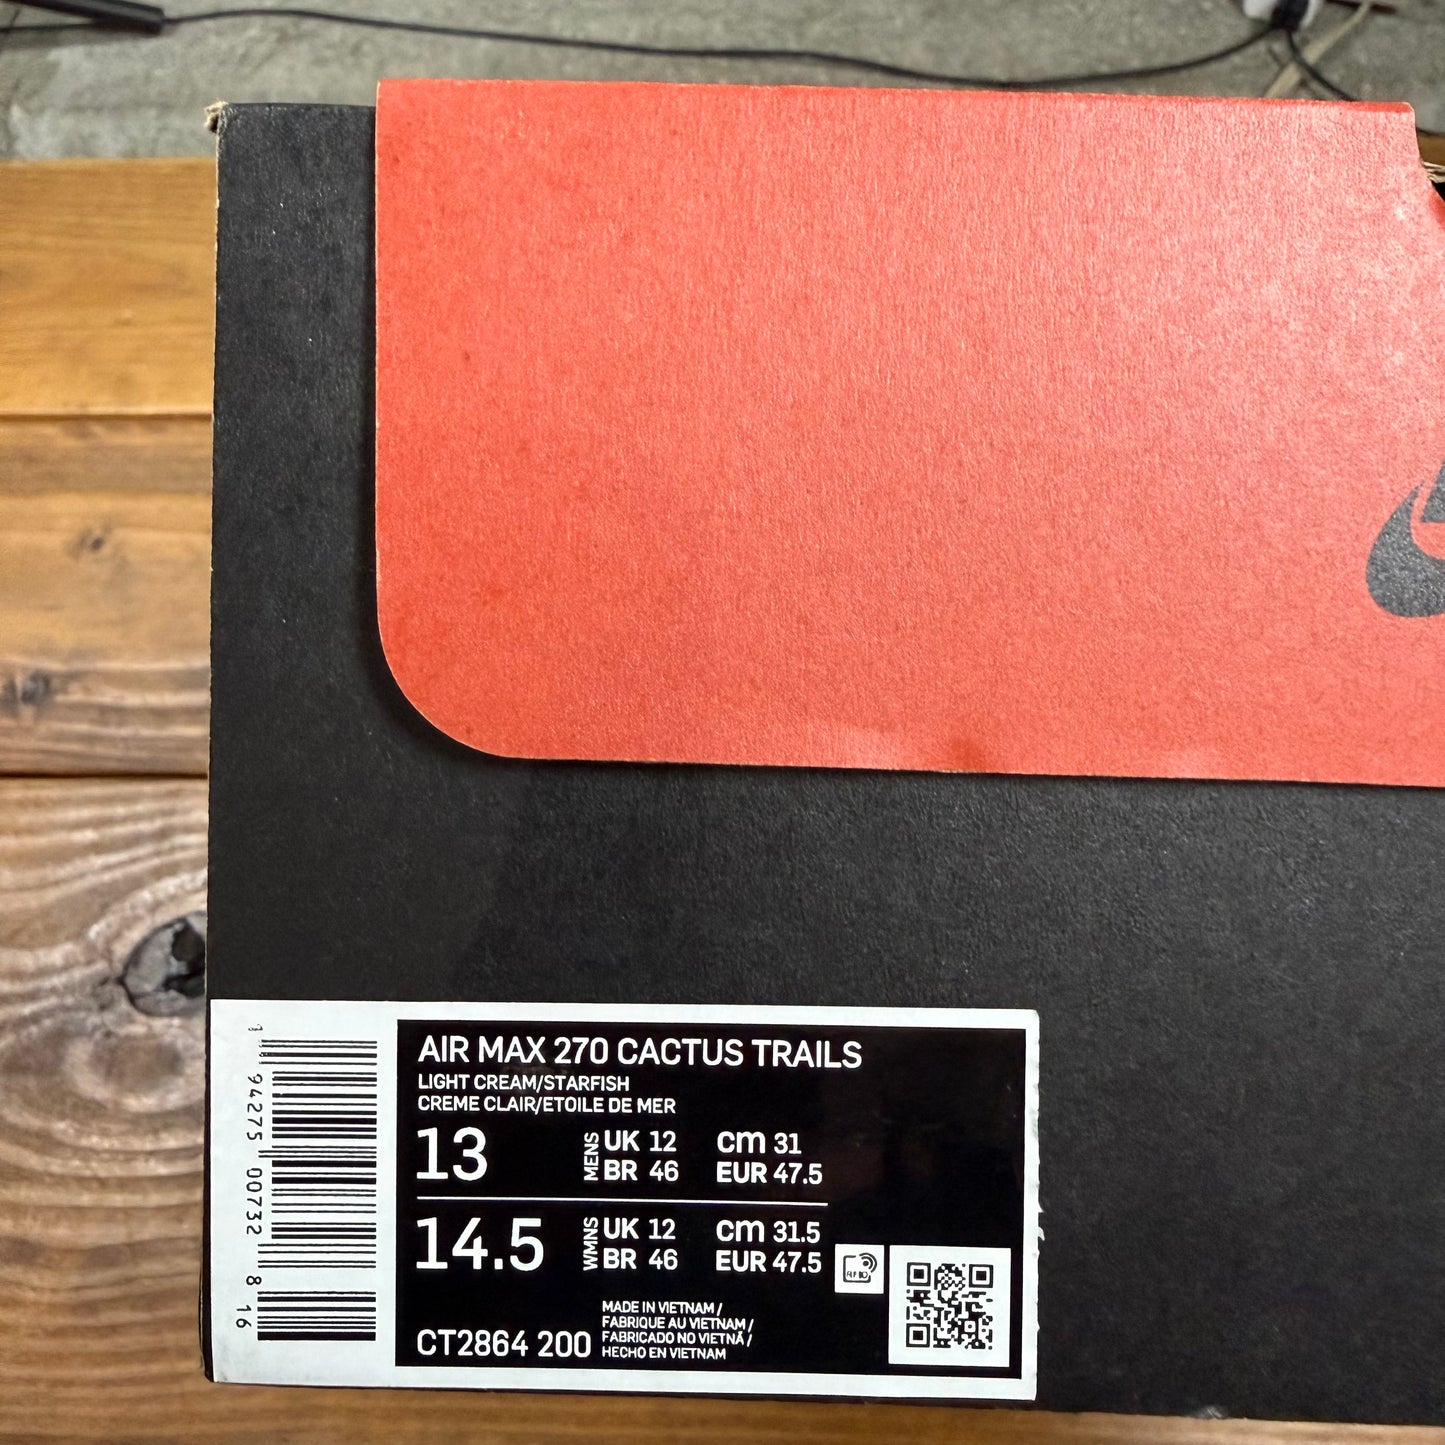 AIR MAX 270 CACTUS TRAILS
LIGHT CREAM/STARFISH
CREME CLAIR/ETOILE DE MER
13 MENS UK 12 cm 31
BR 46 EUR 47.5
14.5 WMNS UK 12 cm 31.5
BR 46 EUR 47.5
CT2864 200
MADE IN VIETNAM /
FABRIQUE AU VIETNAM /
FABRICADO NO VIETNÃ /
HECHO EN VIETNAM
1 94275 00732 8 16